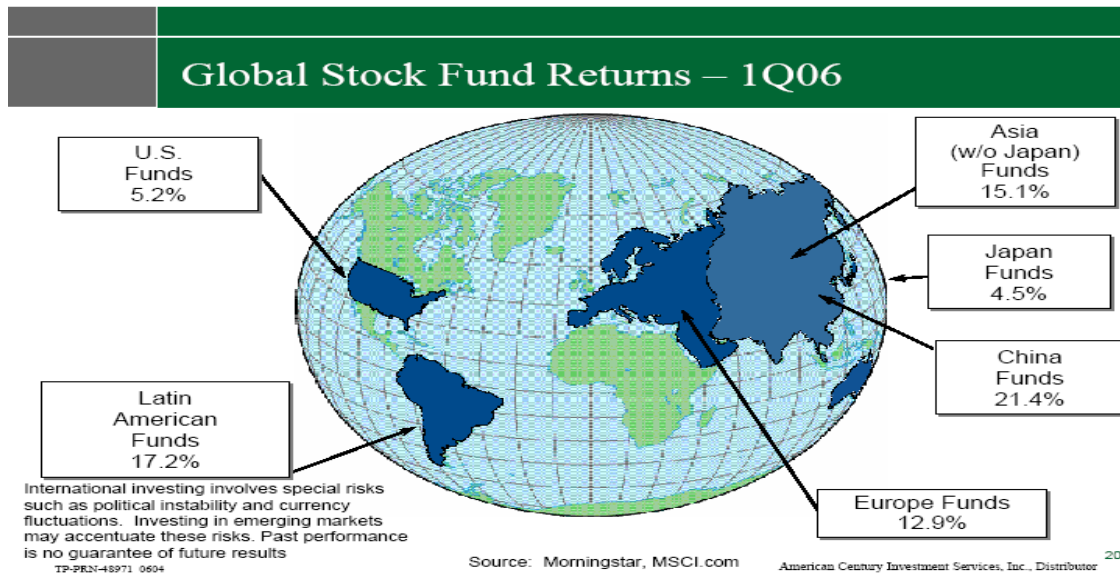 Global Stock Fund Returns – 1Q06
U.S.
Funds
5.2%
Asia
(w/o Japan)
Funds
15.1%
Japan
Funds
4.5%
China
Funds
21.4%
Latin
American
Funds
17.2%
Europe Funds
12.9%
International investing involves special risks
such as political instability and currency
fluctuations.  Investing in emerging markets
may accentuate these risks. Past performance
is no guarantee of future results
TP-PRN-48971_0604
Source:  Morningstar, MSCI.com
American Century Investment Services, Inc., Distributor
20